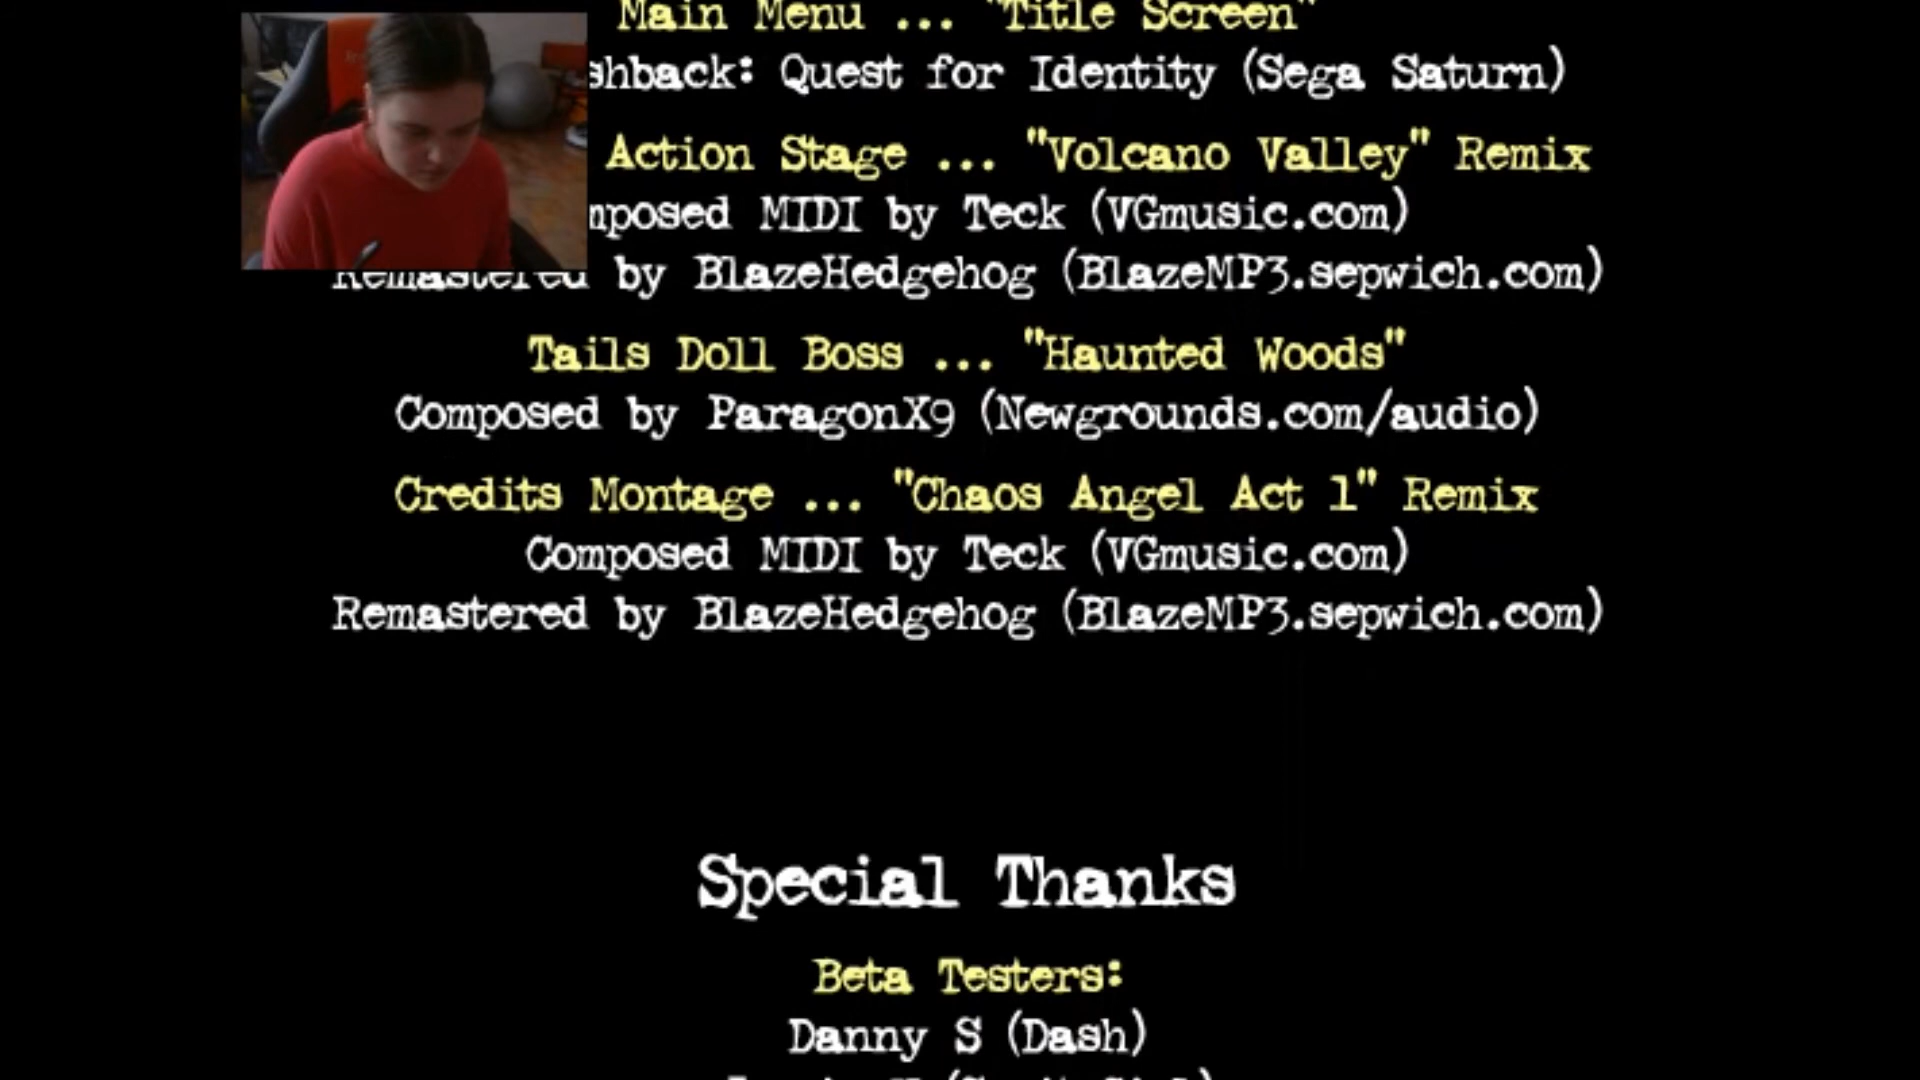 Main Menu ... "Title Screen"
shback: Quest for Identity (Sega Saturn)
Action Stage ... "Volcano Valley" Remix
mposed MIDI by Teck (VGmusic.com)
Remastered by BlazeHedgehog (BlazeMP3.sepwich.com)
Tails Doll Boss ... "Haunted Woods"
Composed by ParagonX9 (Newgrounds.com/audio)
Credits Montage ... "Chaos Angel Act 1" Remix
Composed MIDI by Teck (VGmusic.com)
Remastered by BlazeHedgehog (BlazeMP3.sepwich.com)
Special Thanks
Beta Testers:
Danny S (Dash)